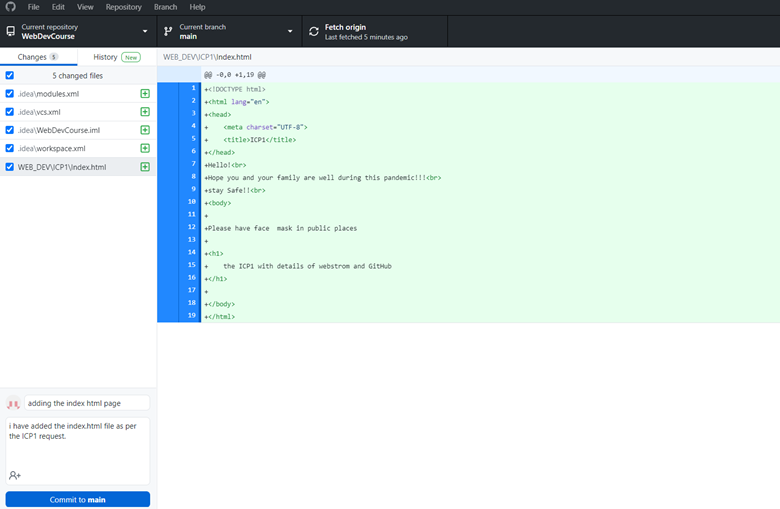 File Edit View Repository Branch Help
Current repository
WebDevCourse
Current branch
main
Fetch origin
Last fetched 5 minutes ago
Changes 5 History New
5 changed files
.idea\modules.xml
.idea\vcs.xml
.idea\WebDevCourse.iml
.idea\workspace.xml
WEB_DEV\ICP1\Index.html
WEB_DEV\ICP1\Index.html
@@ -0,0 +1,19 @@
1 +<!DOCTYPE html>
2 +<html lang="en">
3 +<head>
4 +    <meta charset="UTF-8">
5 +    <title>ICP1</title>
6 +</head>
7 +Hello!<br>
8 +Hope you and your family are well during this pandemic!!!<br>
9 +stay Safe!!<br>
10 +<body>
11 +
12 +Please have face  mask in public places
13 +
14 +<h1>
15 +    the ICP1 with details of webstrom and GitHub
16 +</h1>
17 +
18 +</body>
19 +</html>
adding the index html page
i have added the index.html file as per
the ICP1 request.
Commit to main